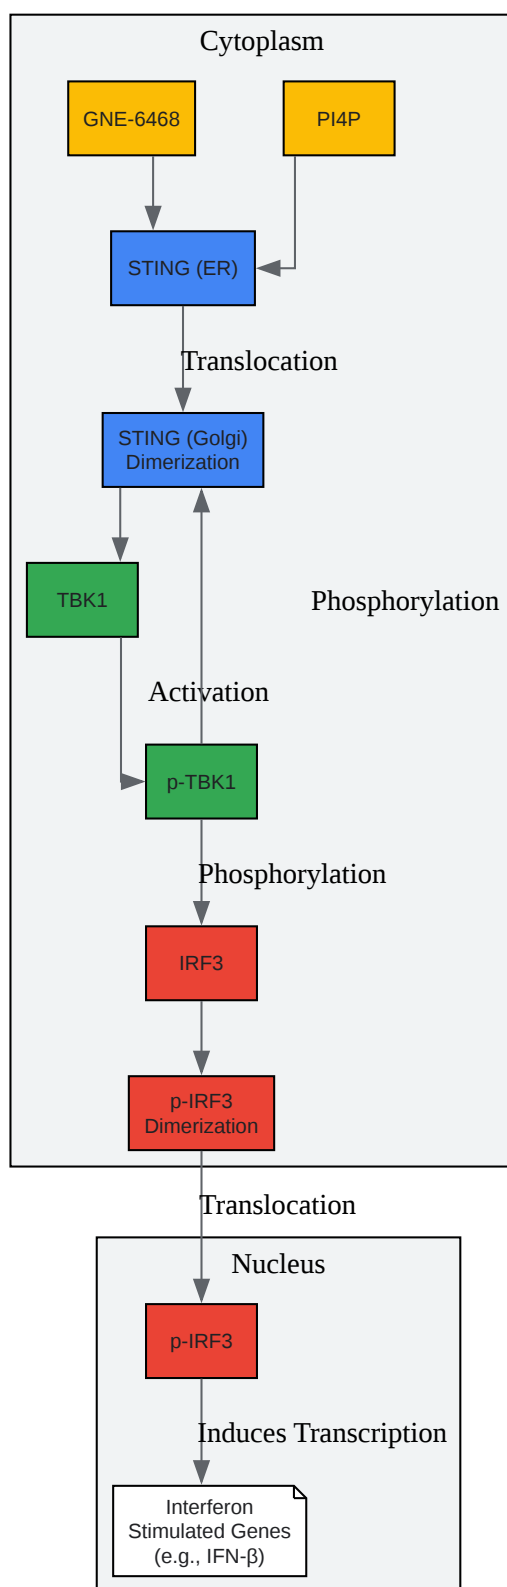 Cytoplasm
GNE-6468
PI4P
STING (ER)
Translocation
STING (Golgi)
Dimerization
TBK1
Phosphorylation
Activation
p-TBK1
Phosphorylation
IRF3
p-IRF3
Dimerization
Translocation
Nucleus
p-IRF3
Induces Transcription
Interferon
Stimulated Genes
(e.g., IFN-β)